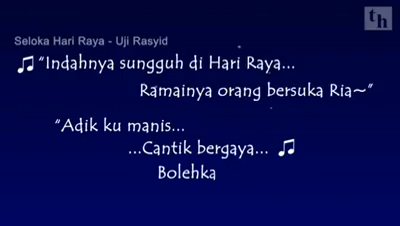 th
Seloka Hari Raya - Uji Rasyid
♫ “Indahnya sungguh di Hari Raya...
Ramainya orang bersuka Ria~”
“Adik ku manis...
...Cantik bergaya... ♫
Bolehka